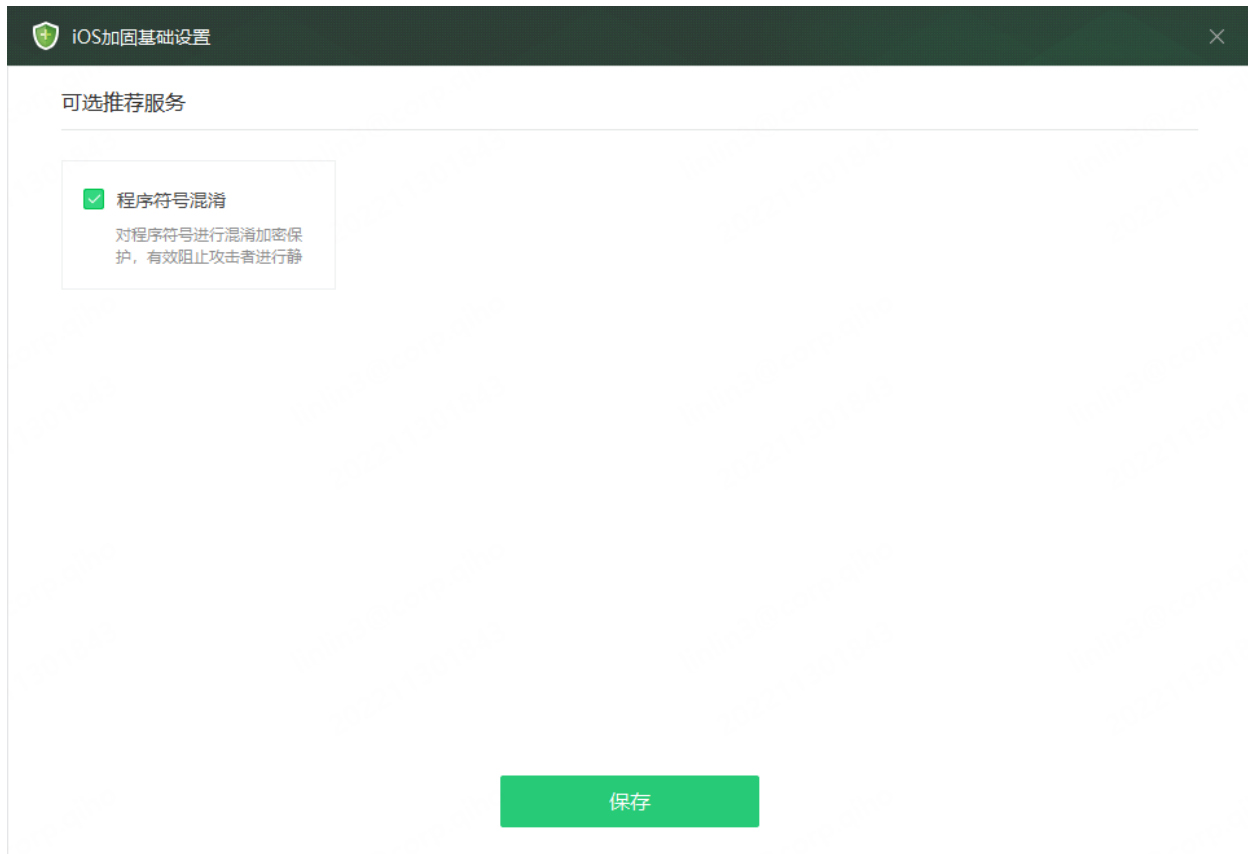 iOS加固基础设置
可选推荐服务
程序符号混淆
对程序符号进行混淆加密保
护，有效阻止攻击者进行静
保存